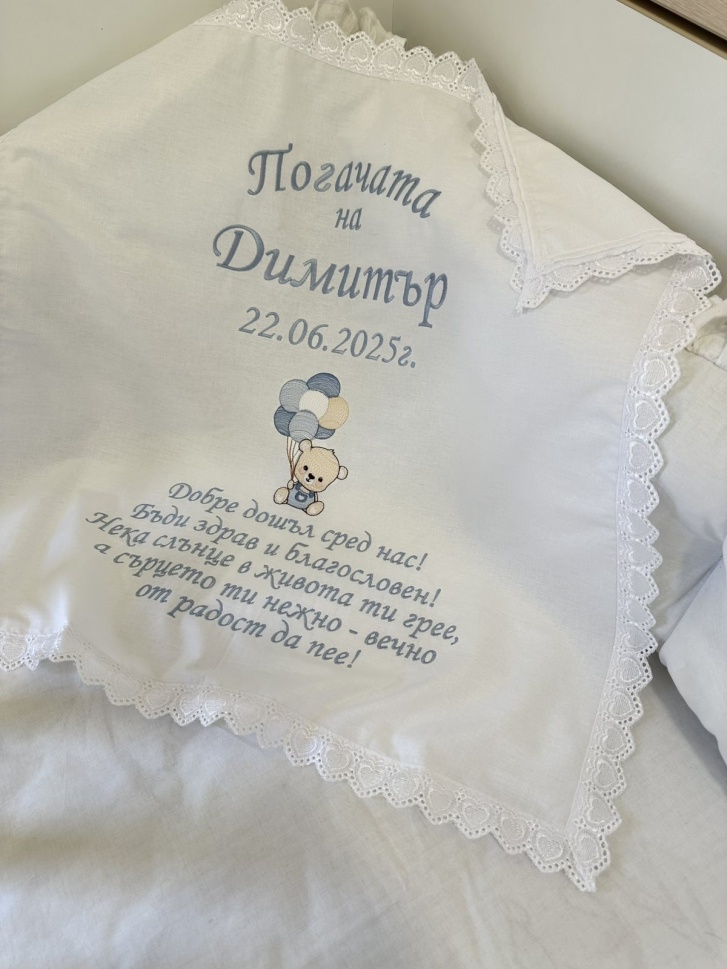 Погачата
на
Димитър
22.06.2025г.
Добре дошъл сред нас!
Бъди здрав и благословен!
Нека слънце в живота ти грее,
а сърцето ти нежно - вечно
от радост да пее!